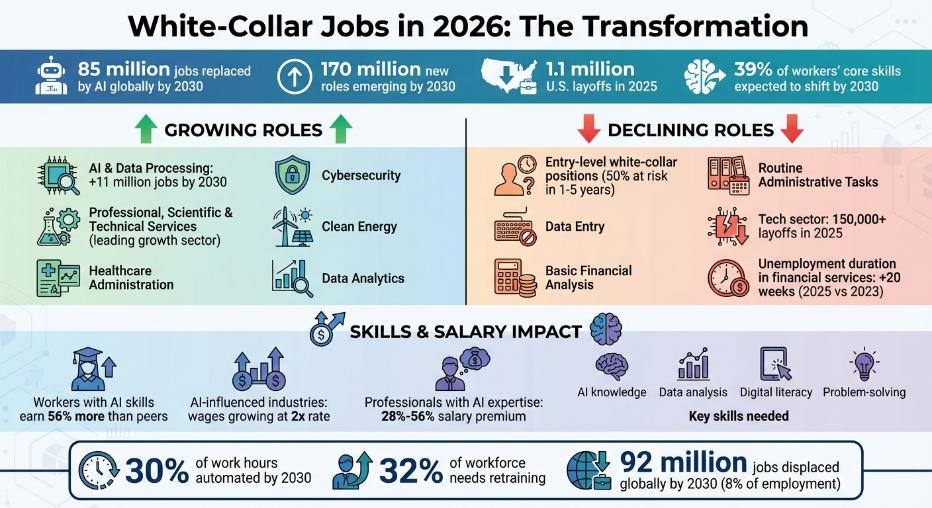 White-Collar Jobs in 2026: The Transformation
85 million jobs replaced
by AI globally by 2030
170 million new
roles emerging by 2030
1.1 million
U.S. layoffs in 2025
39% of workers' core skills
expected to shift by 2030
GROWING ROLES
AI & Data Processing:
+11 million jobs by 2030
Cybersecurity
Professional, Scientific &
Technical Services
(leading growth sector)
Clean Energy
Healthcare
Administration
Data Analytics
DECLINING ROLES
Entry-level white-collar
positions (50% at risk
in 1-5 years)
Routine
Administrative Tasks
Data Entry
Tech sector: 150,000+
layoffs in 2025
Basic Financial
Analysis
Unemployment duration
in financial services: +20
weeks (2025 vs 2023)
SKILLS & SALARY IMPACT
Workers with AI skills
earn 56% more than peers
AI-influenced industries:
wages growing at 2x rate
Professionals with AI expertise:
28%-56% salary premium
AI knowledge
Data analysis
Digital literacy
Problem-solving
Key skills needed
30% of work hours
automated by 2030
32% of workforce
needs retraining
92 million jobs displaced
globally by 2030 (8% of employment)